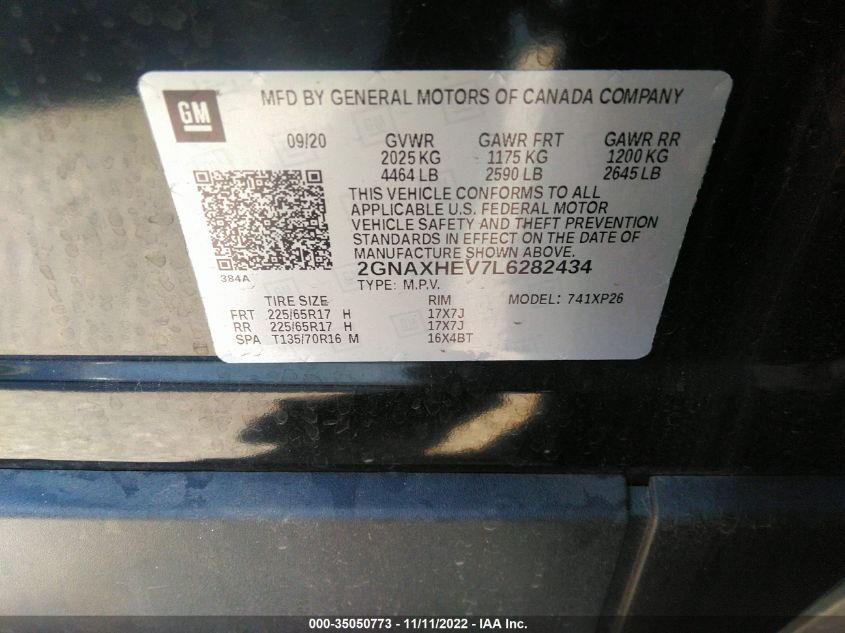 GM
MFD BY GENERAL MOTORS OF CANADA COMPANY
09/20 GVWR GAWR FRT GAWR RR
2025 KG 1175 KG 1200 KG
4464 LB 2590 LB 2645 LB
THIS VEHICLE CONFORMS TO ALL
APPLICABLE U.S. FEDERAL MOTOR
VEHICLE SAFETY AND THEFT PREVENTION
STANDARDS IN EFFECT ON THE DATE OF
MANUFACTURE SHOWN ABOVE.
384A 2GNAXHEV7L6282434
TYPE: M.P.V.
TIRE SIZE RIM MODEL: 741XP26
FRT 225/65R17 H 17X7J
RR 225/65R17 H 17X7J
SPA T135/70R16 M 16X4BT
000-35050773 - 11/11/2022 - IAA Inc.